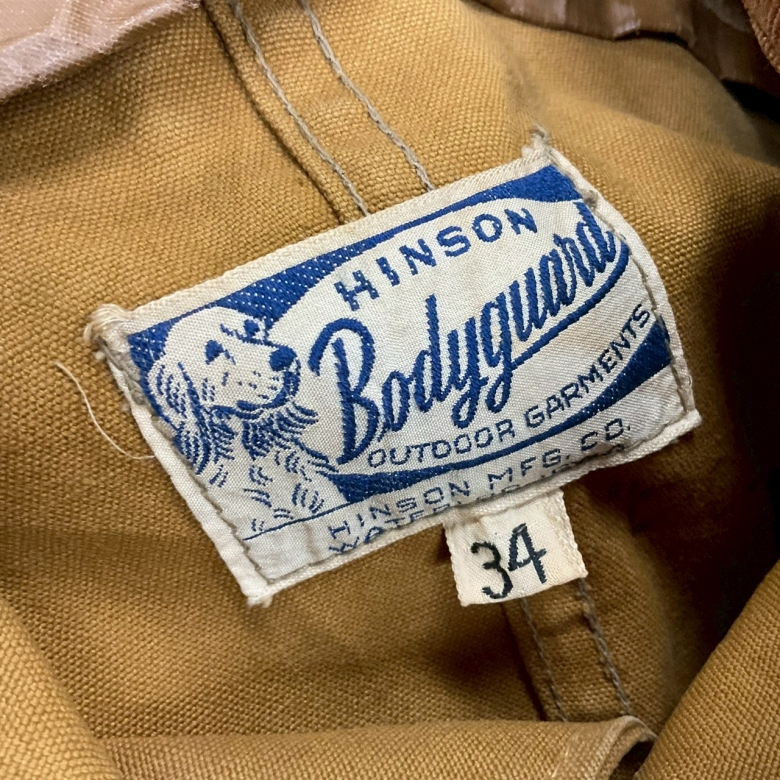 HINSON
Bodyguard
OUTDOOR GARMENTS
HINSON MFG. CO.
34